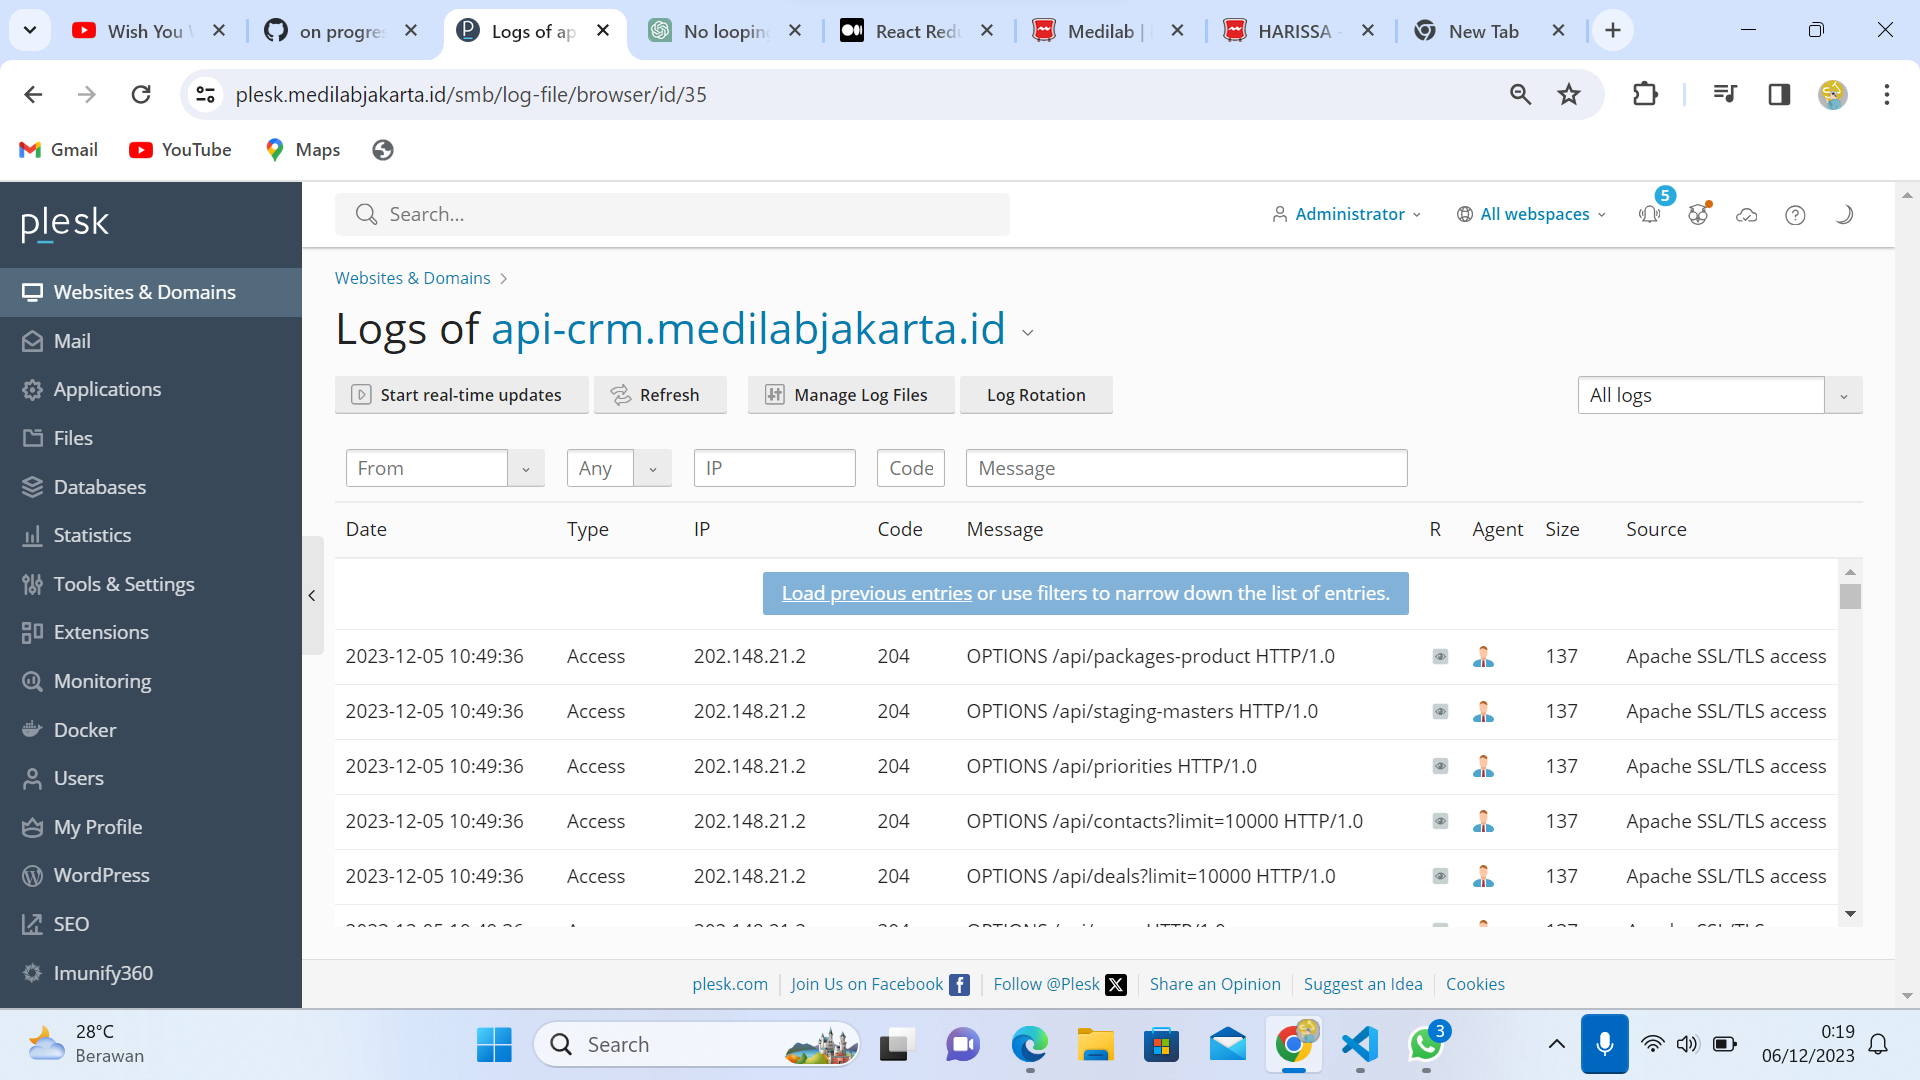 Wish You
on progre
Logs of ap
No looping
React Redu
Medilab |
HARISSA
New Tab
plesk.medilabjakarta.id/smb/log-file/browser/id/35
Gmail
YouTube
Maps
plesk
Search...
Administrator
All webspaces
5
Websites & Domains
Mail
Applications
Files
Databases
Statistics
Tools & Settings
Extensions
Monitoring
Docker
Users
My Profile
WordPress
SEO
Imunify360
Websites & Domains
Logs of api-crm.medilabjakarta.id
Start real-time updates
Refresh
Manage Log Files
Log Rotation
All logs
From
Any
IP
Code
Message
Date Type IP Code Message R Agent Size Source
Load previous entries or use filters to narrow down the list of entries.
2023-12-05 10:49:36 Access 202.148.21.2 204 OPTIONS /api/packages-product HTTP/1.0 137 Apache SSL/TLS access
2023-12-05 10:49:36 Access 202.148.21.2 204 OPTIONS /api/staging-masters HTTP/1.0 137 Apache SSL/TLS access
2023-12-05 10:49:36 Access 202.148.21.2 204 OPTIONS /api/priorities HTTP/1.0 137 Apache SSL/TLS access
2023-12-05 10:49:36 Access 202.148.21.2 204 OPTIONS /api/contacts?limit=10000 HTTP/1.0 137 Apache SSL/TLS access
2023-12-05 10:49:36 Access 202.148.21.2 204 OPTIONS /api/deals?limit=10000 HTTP/1.0 137 Apache SSL/TLS access
plesk.com
Join Us on Facebook
Follow @Plesk
Share an Opinion
Suggest an Idea
Cookies
28°C
Berawan
Search
3
0:19
06/12/2023